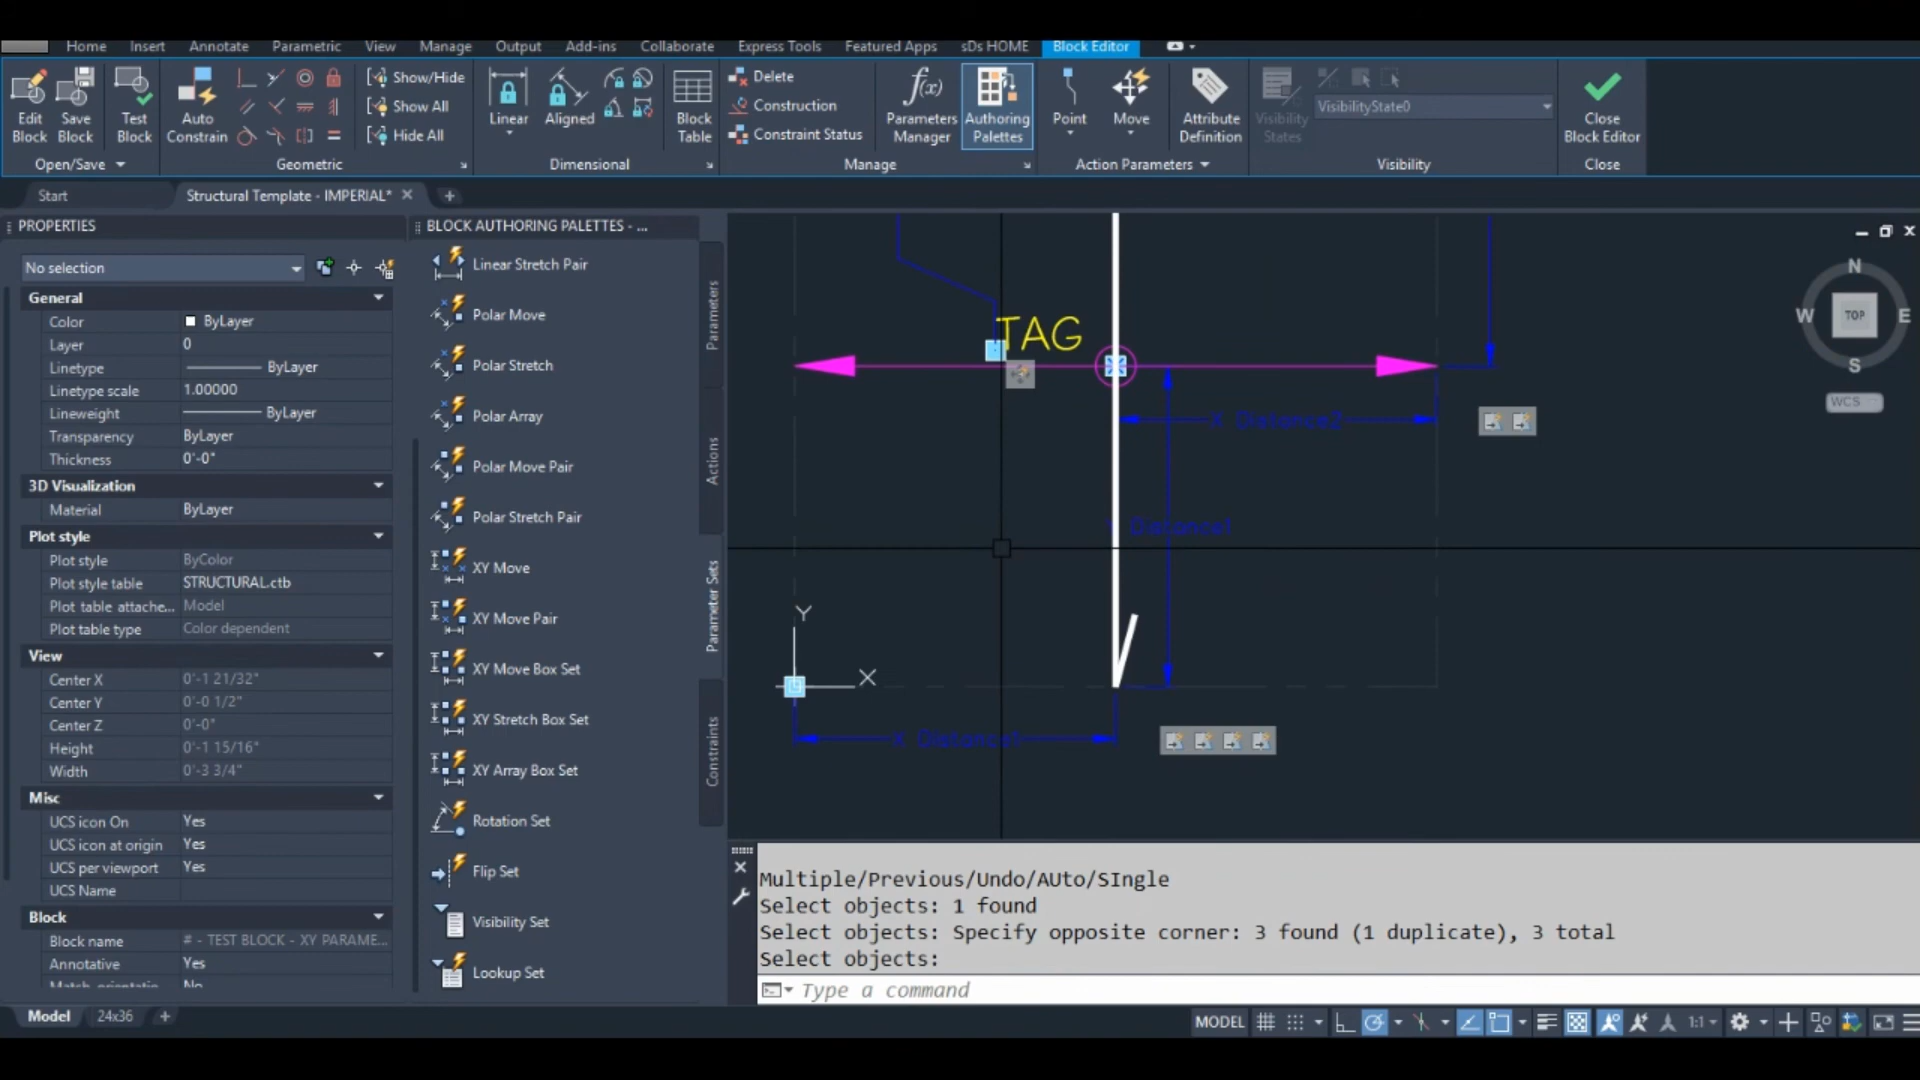 Home Insert Annotate Parametric View Manage Output Add-ins Collaborate Express Tools Featured Apps sDs HOME Block Editor
Edit Block
Save Block
Test Block
Auto Constrain
Show/Hide
Show All
Hide All
Linear
Aligned
Block Table
Delete
Construction
Constraint Status
Parameters Manager
Authoring Palettes
Point
Move
Attribute Definition
Visibility States
VisibilityState0
Close Block Editor
Open/Save Geometric Dimensional Manage Action Parameters Visibility Close
Start Structural Template - IMPERIAL*
PROPERTIES
No selection
General
Color ByLayer
Layer 0
Linetype ByLayer
Linetype scale 1.00000
Lineweight ByLayer
Transparency ByLayer
Thickness 0'-0"
3D Visualization
Material ByLayer
Plot style
Plot style ByColor
Plot style table STRUCTURAL.ctb
Plot table attache... Model
Plot table type Color dependent
View
Center X 0'-1 21/32"
Center Y 0'-0 1/2"
Center Z 0'-0"
Height 0'-1 15/16"
Width 0'-3 3/4"
Misc
UCS icon On Yes
UCS icon at origin Yes
UCS per viewport Yes
UCS Name
Block
Block name # - TEST BLOCK - XY PARAME...
Annotative Yes
BLOCK AUTHORING PALETTES - ...
Linear Stretch Pair
Polar Move
Polar Stretch
Polar Array
Polar Move Pair
Polar Stretch Pair
XY Move
XY Move Pair
XY Move Box Set
XY Stretch Box Set
XY Array Box Set
Rotation Set
Flip Set
Visibility Set
Lookup Set
Parameters
Actions
Parameter Sets
Constraints
TAG
X Distance2
Distance1
X Distance1
Y
X
N
W TOP E
S
WCS
Multiple/Previous/Undo/AUto/SIngle
Select objects: 1 found
Select objects: Specify opposite corner: 3 found (1 duplicate), 3 total
Select objects:
Type a command
Model 24x36
MODEL 1:1